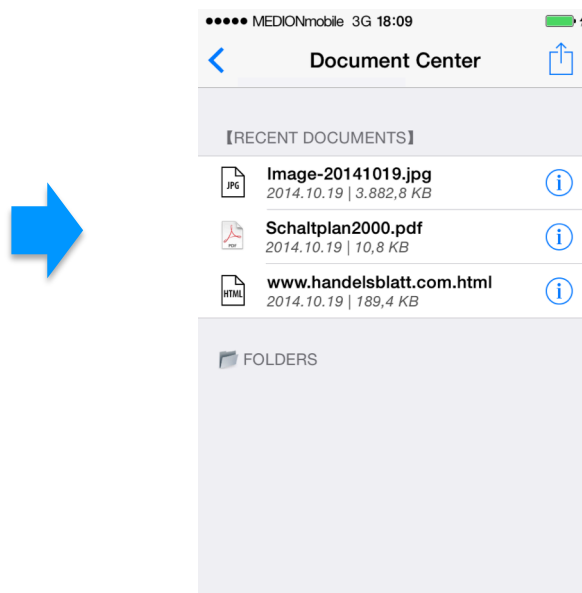 ●●●●● MEDIONmobile 3G 18:09
Document Center
【RECENT DOCUMENTS】
JPG
Image-20141019.jpg
2014.10.19 | 3.882,8 KB
PDF
Schaltplan2000.pdf
2014.10.19 | 10,8 KB
HTML
www.handelsblatt.com.html
2014.10.19 | 189,4 KB
FOLDERS